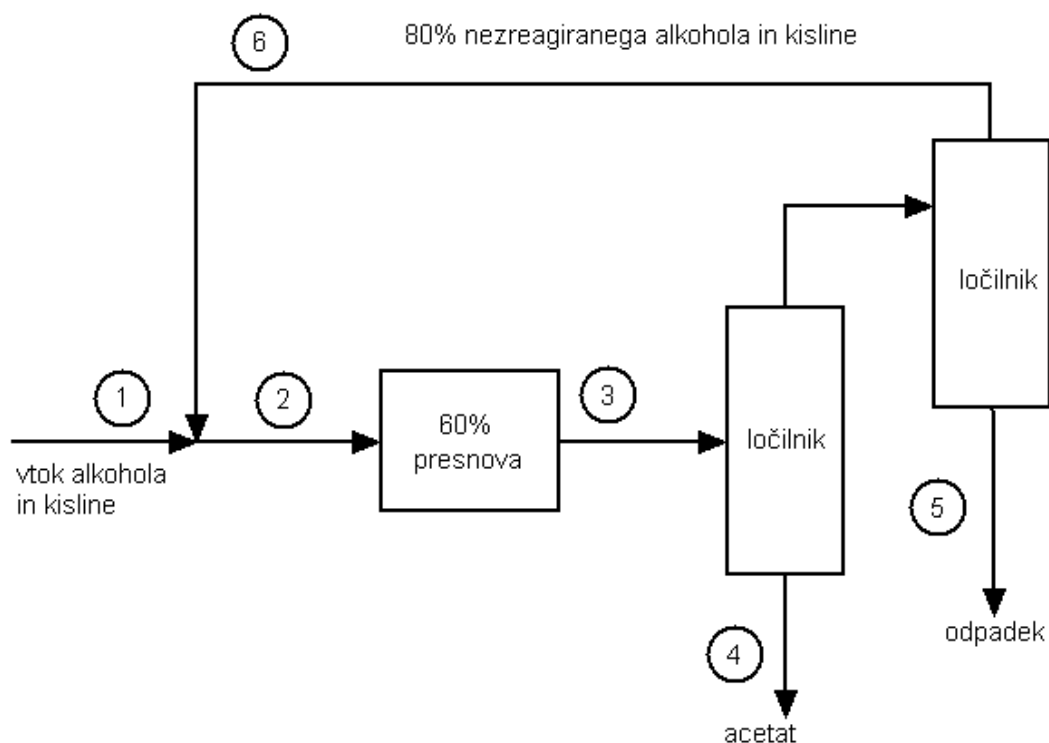 6
80% nezreagiranega alkohola in kisline
ločilnik
1
2
3
60%
presnova
ločilnik
vtok alkohola
in kisline
5
odpadek
4
acetat